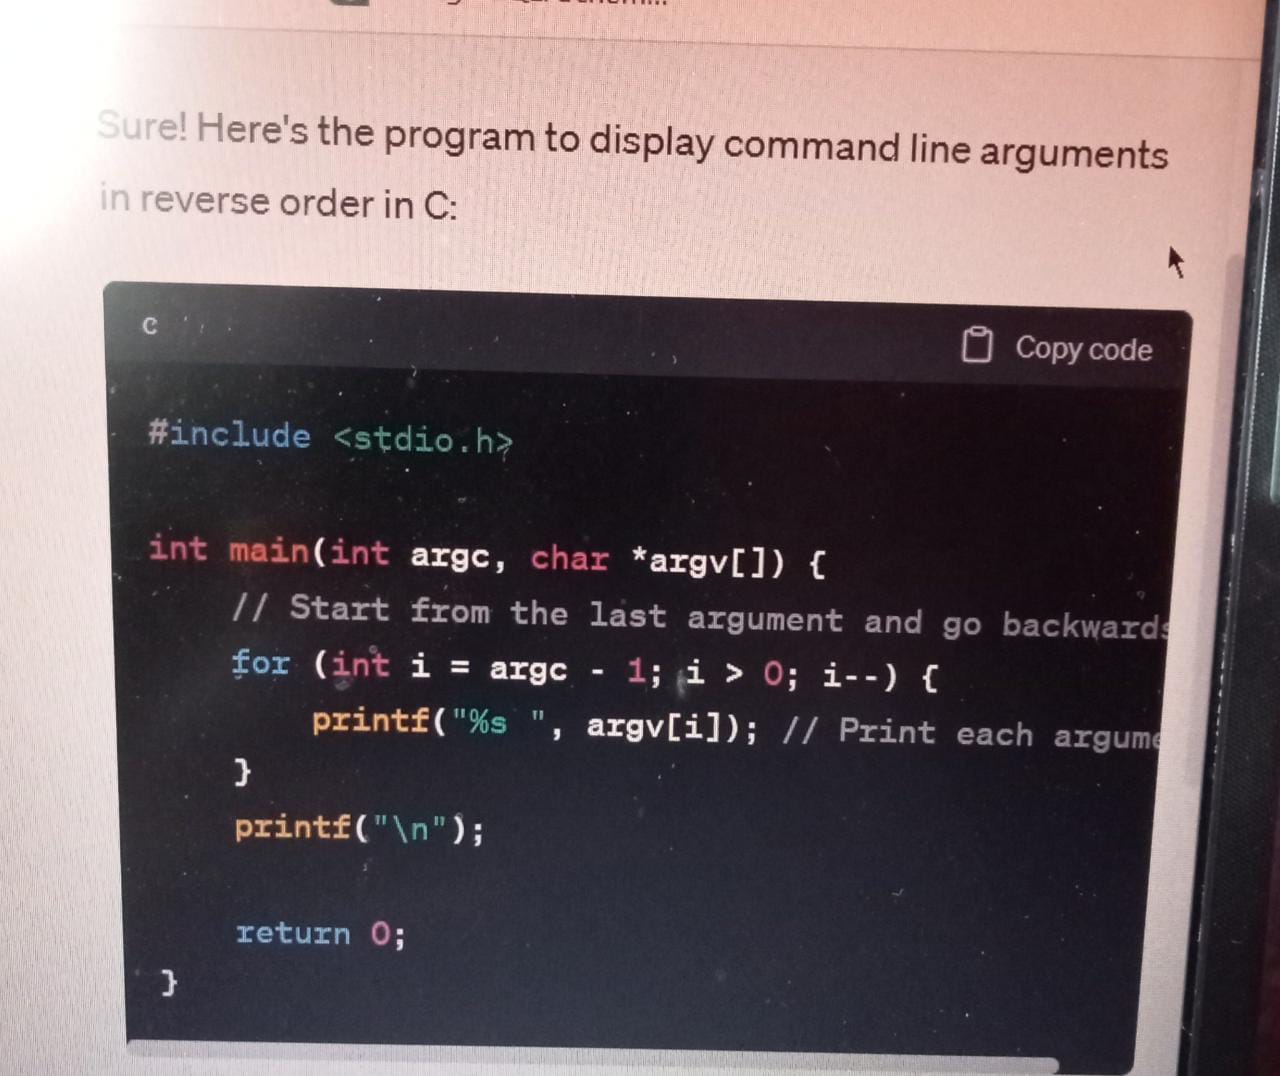 Sure! Here's the program to display command line arguments
in reverse order in C:
c
Copy code
#include <stdio.h>
int main(int argc, char *argv[]) {
// Start from the last argument and go backwards
for (int i = argc - 1; i > 0; i--) {
printf("%s ", argv[i]); // Print each argume
}
printf("\n");
return 0;
}